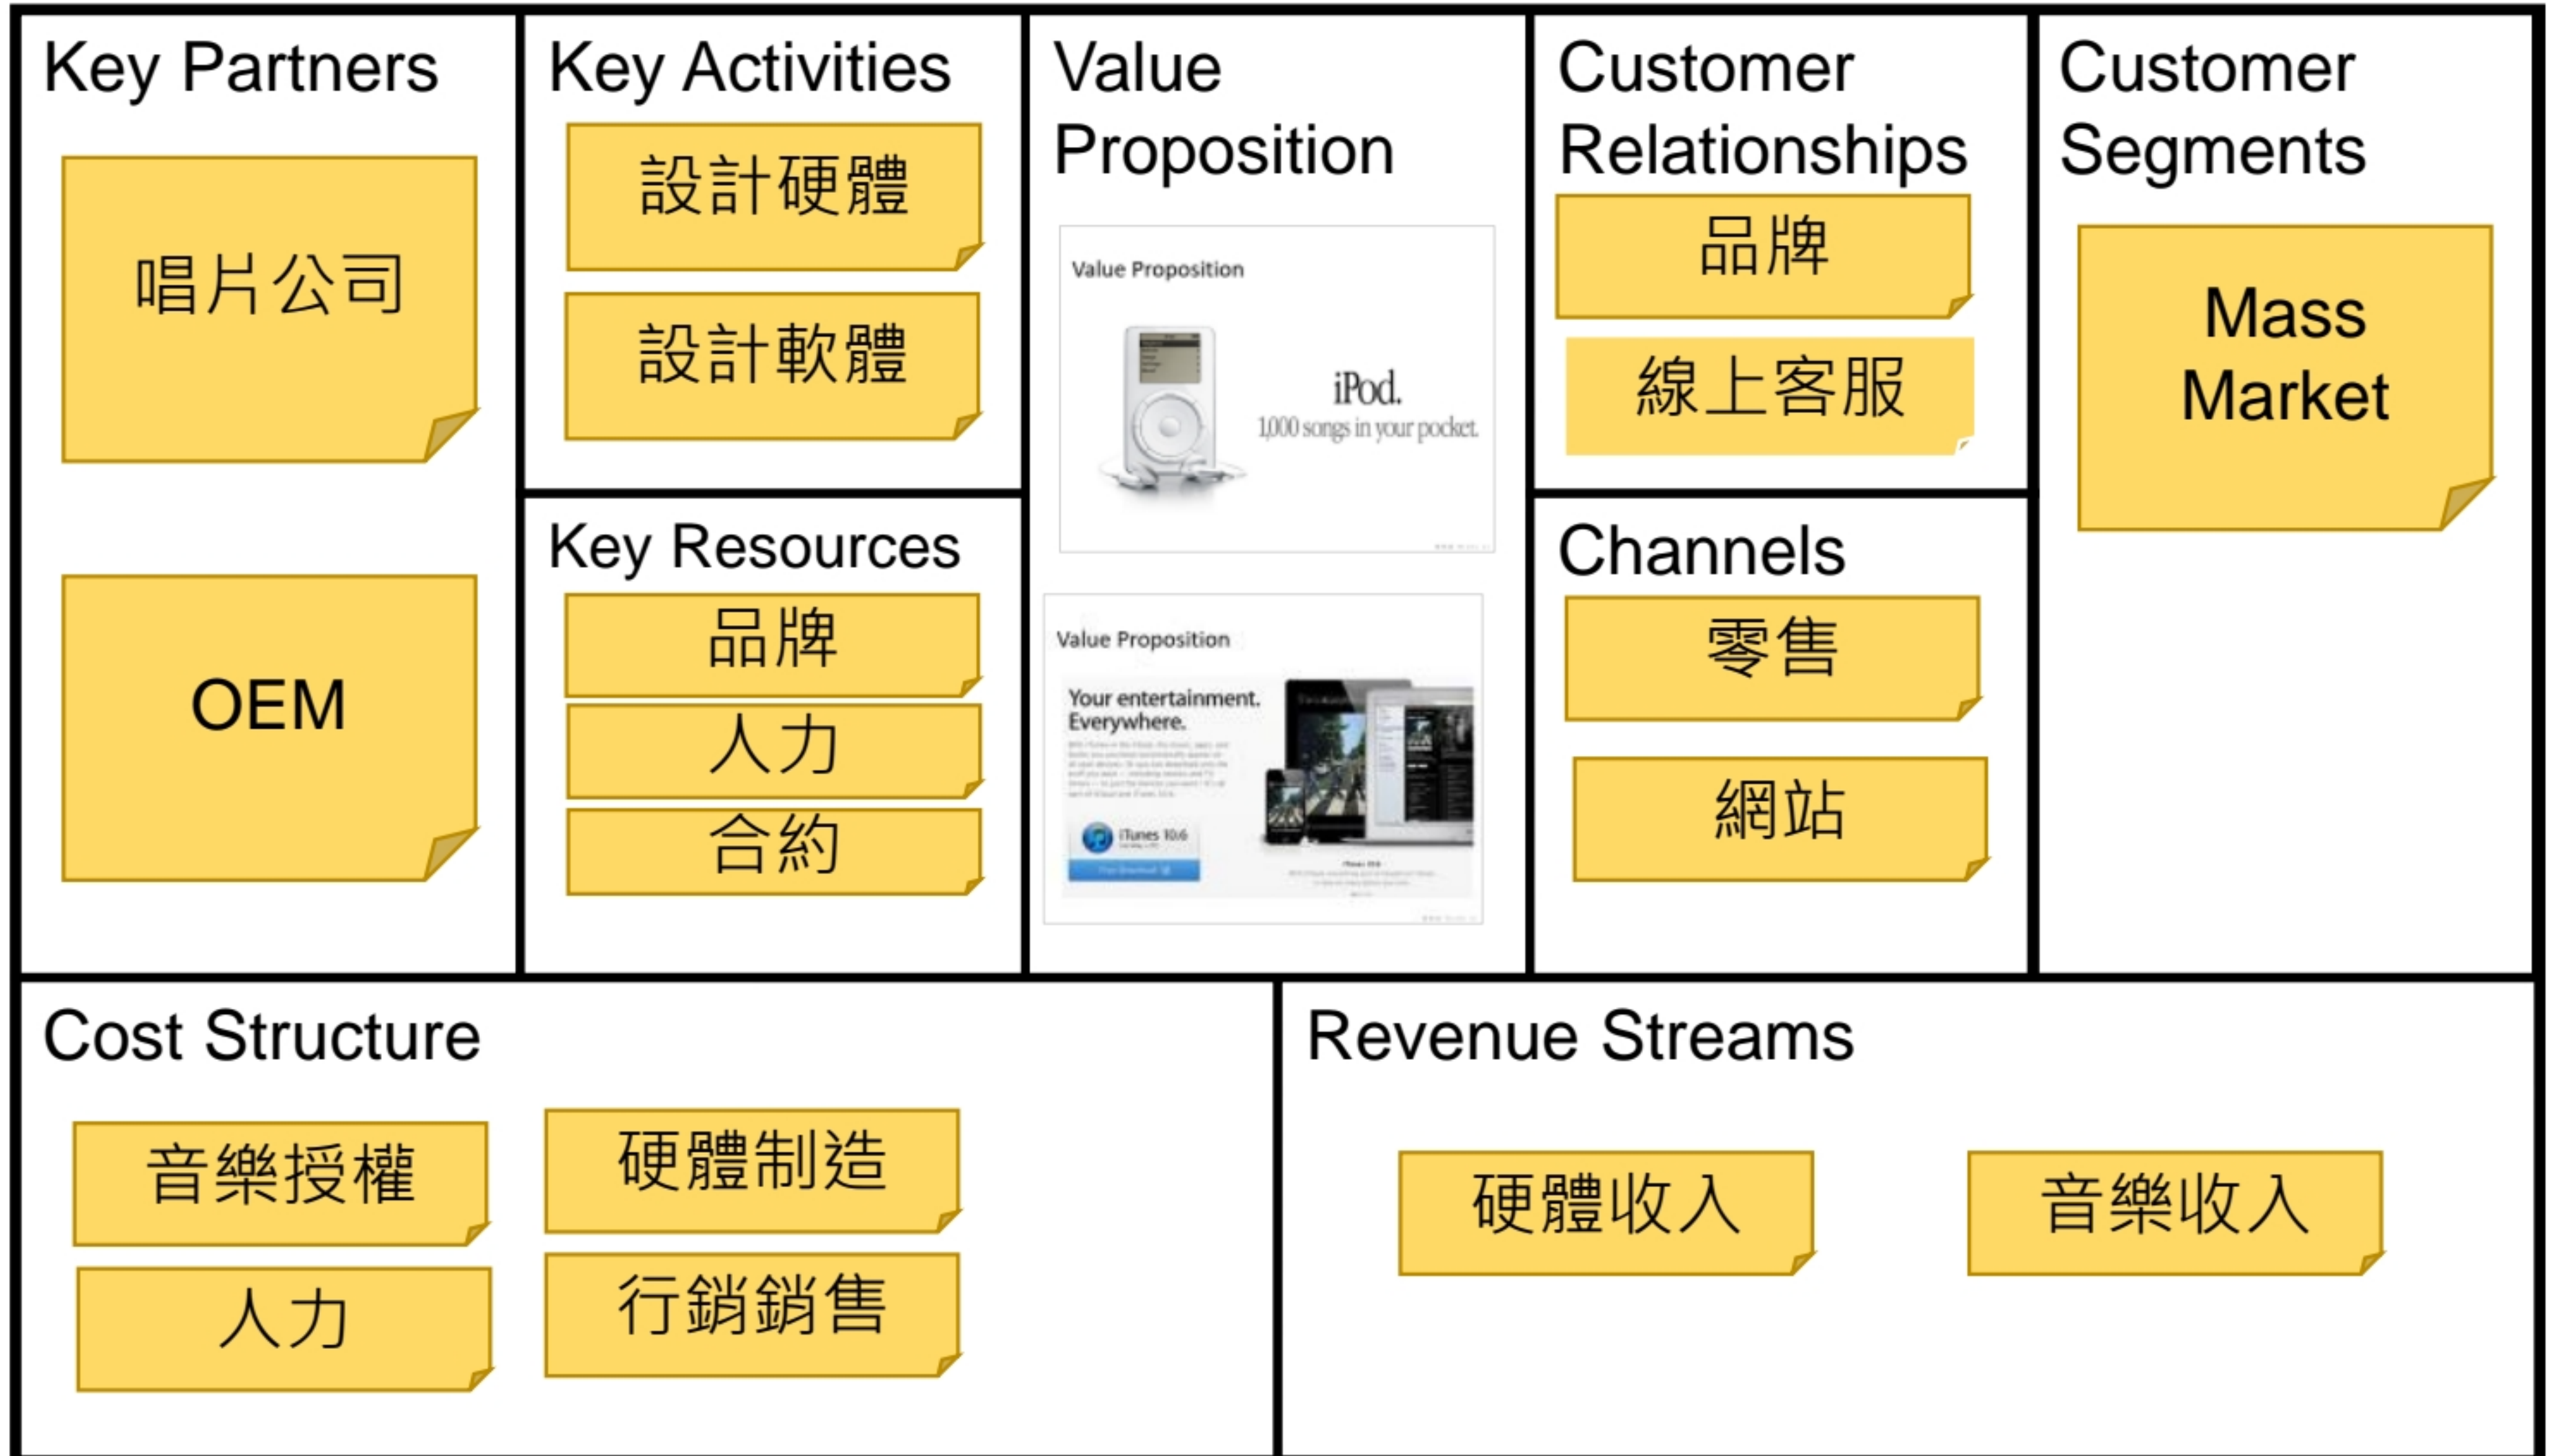 Key Partners
唱片公司
OEM
Key Activities
設計硬體
設計軟體
Key Resources
品牌
人力
合約
Value
Proposition
Value Proposition
iPod.
1,000 songs in your pocket.
Value Proposition
Your entertainment.
Everywhere.
iTunes 10.6
Customer
Relationships
品牌
線上客服
Channels
零售
網站
Customer
Segments
Mass
Market
Cost Structure
音樂授權
硬體制造
人力
行銷銷售
Revenue Streams
硬體收入
音樂收入